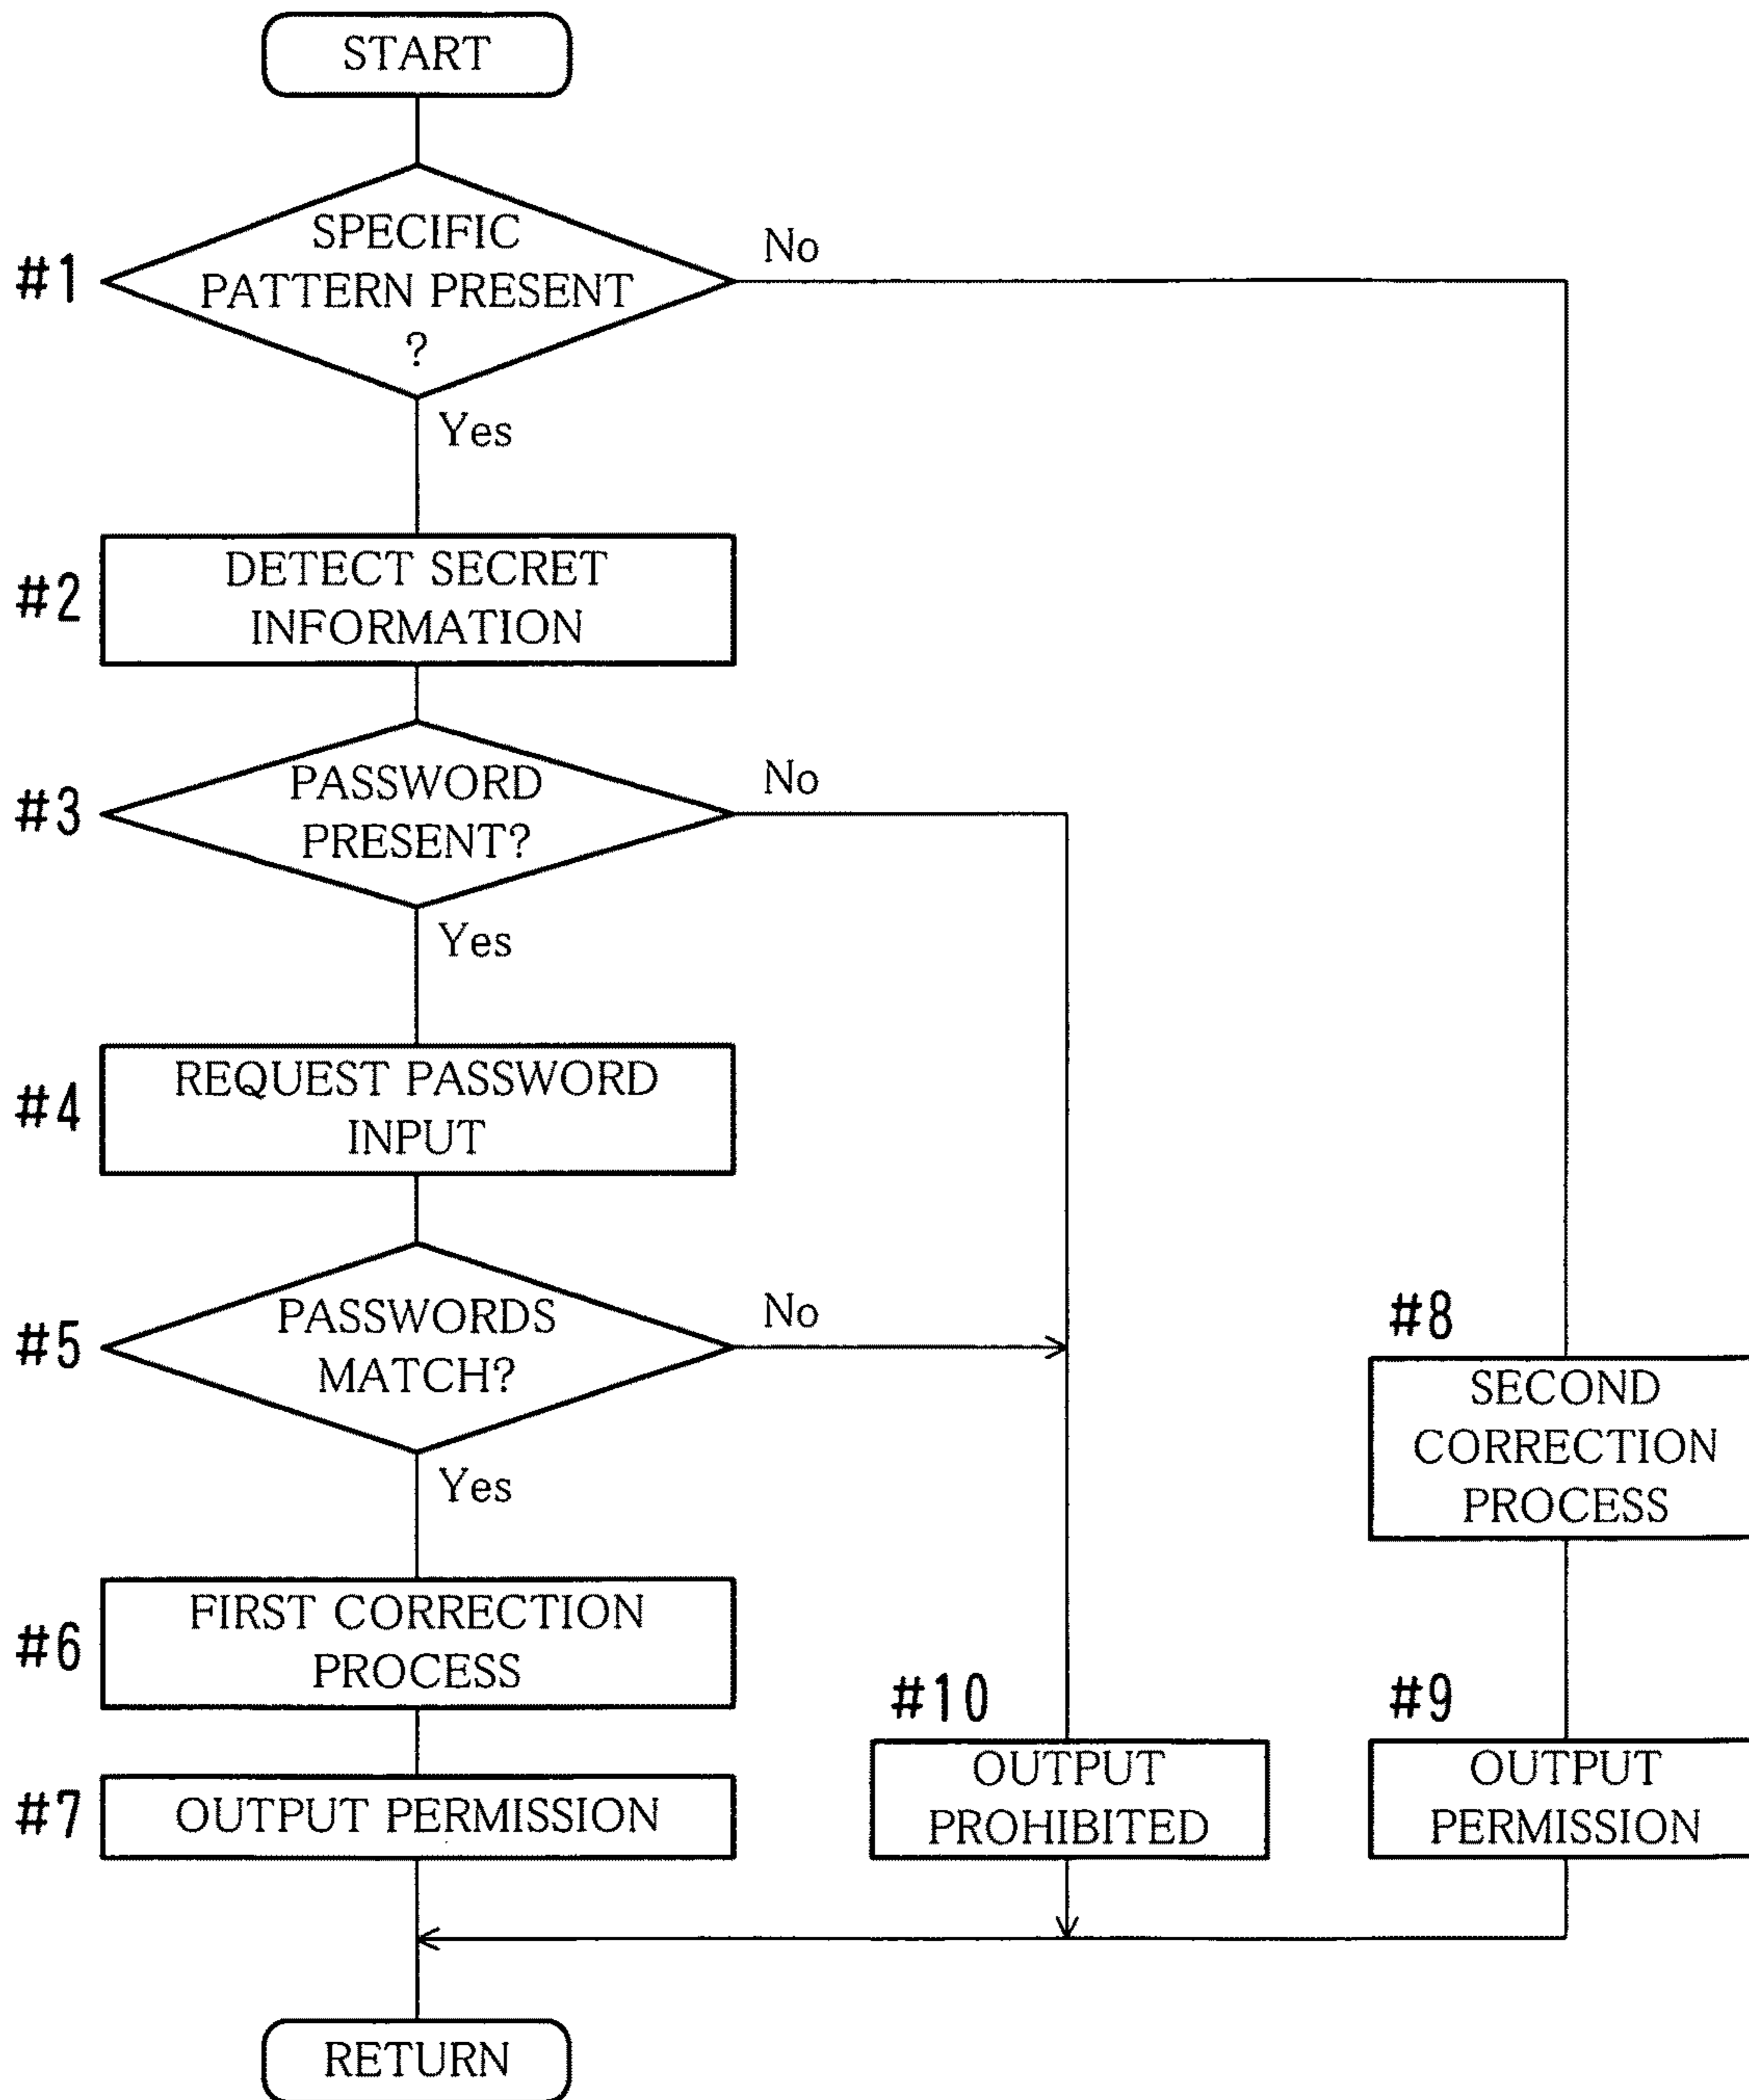 START
#1
SPECIFIC
PATTERN PRESENT
?
No
Yes
#2
DETECT SECRET
INFORMATION
#3
PASSWORD
PRESENT?
No
Yes
#4
REQUEST PASSWORD
INPUT
#5
PASSWORDS
MATCH?
No
Yes
#6
FIRST CORRECTION
PROCESS
#7
OUTPUT PERMISSION
#10
OUTPUT
PROHIBITED
#8
SECOND
CORRECTION
PROCESS
#9
OUTPUT
PERMISSION
RETURN